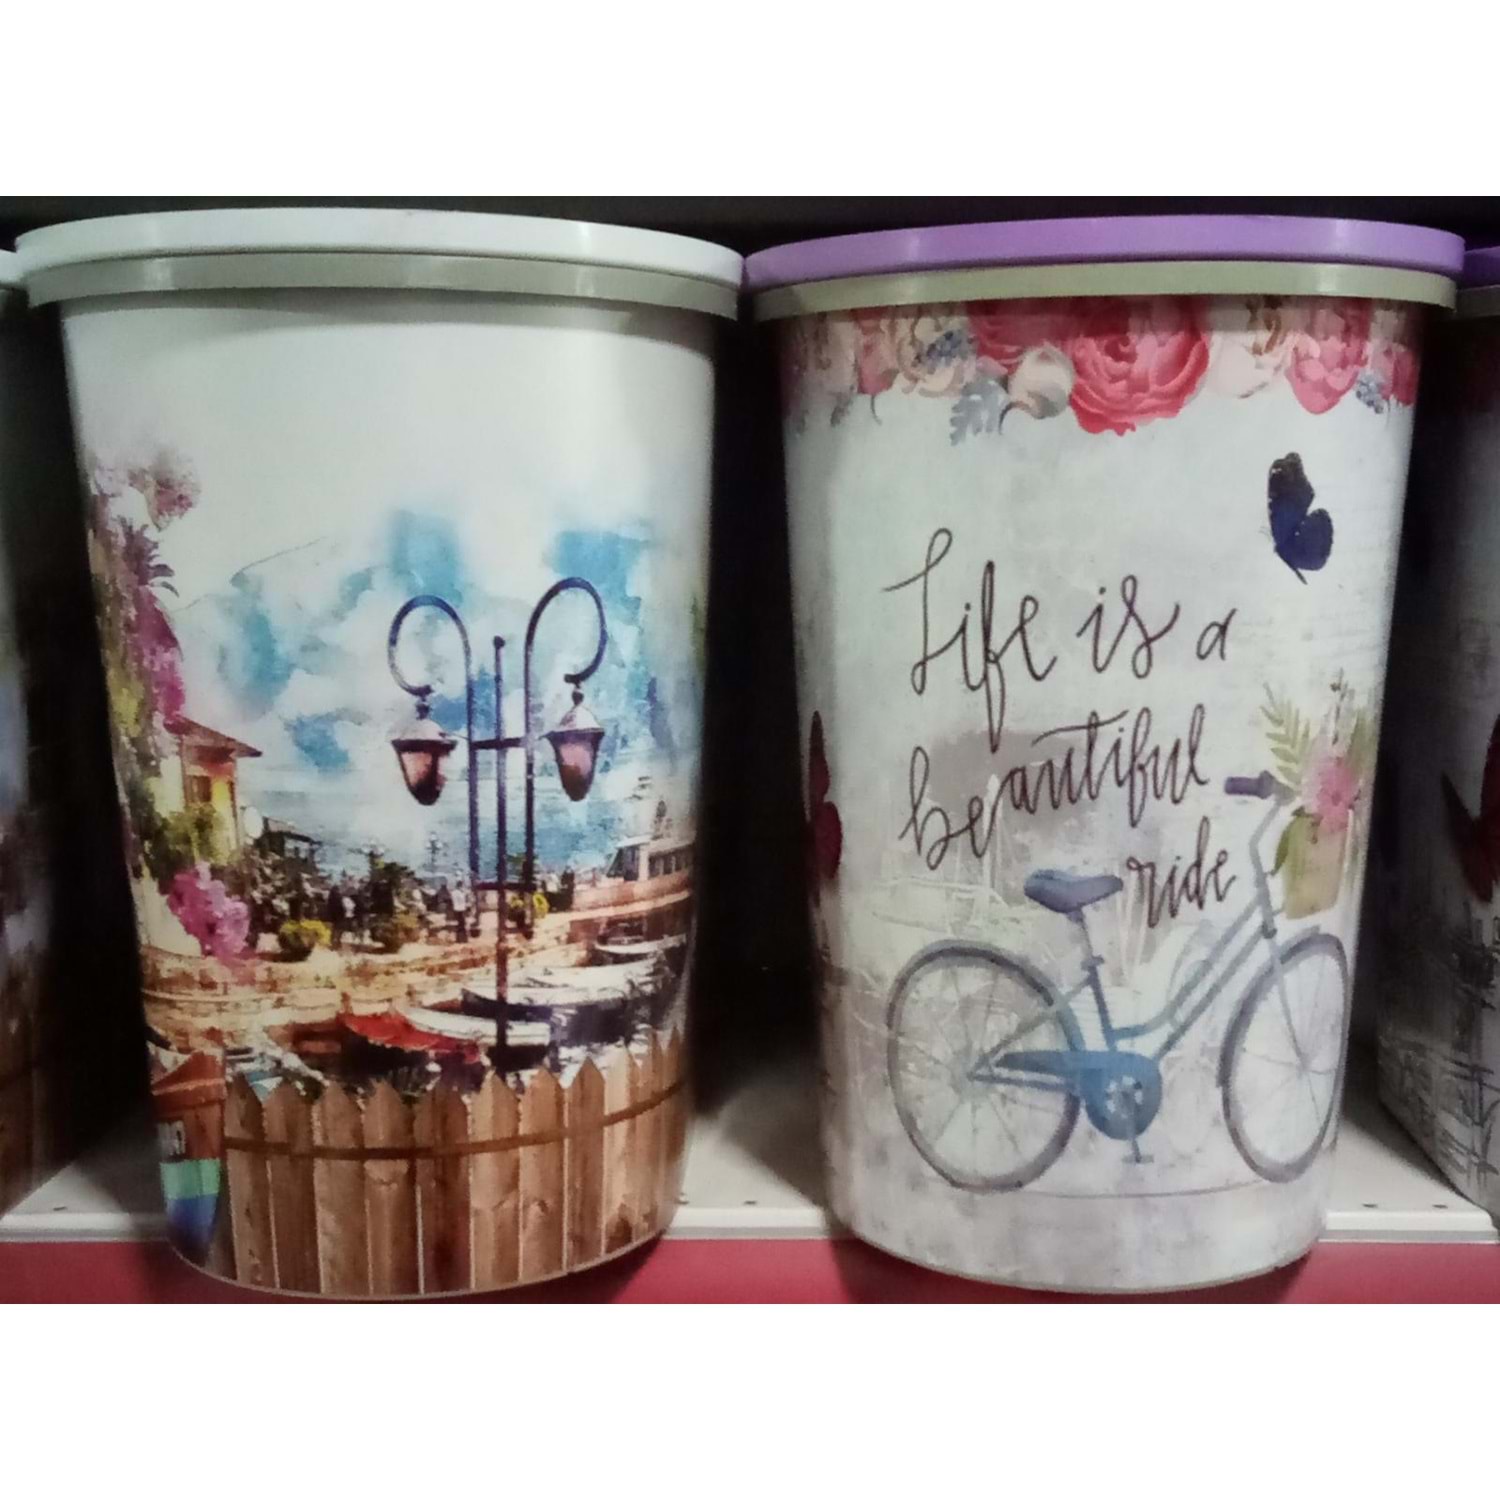 Life is a
beautiful
ride